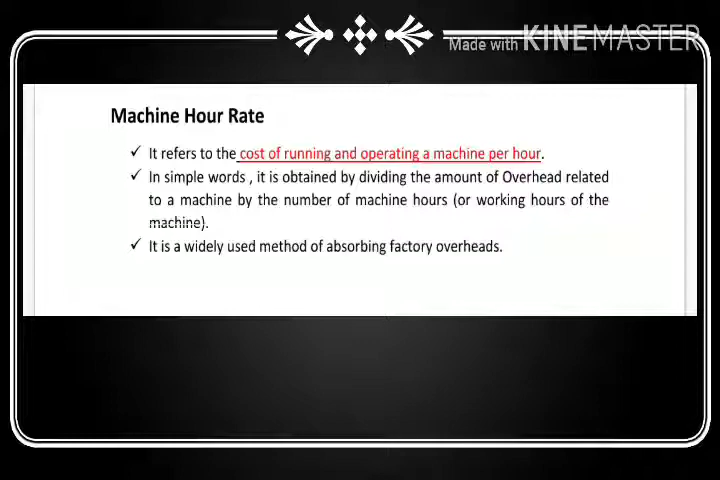 Made with KINEMASTER
Machine Hour Rate
✓ It refers to the cost of running and operating a machine per hour.
✓ In simple words , it is obtained by dividing the amount of Overhead related
to a machine by the number of machine hours (or working hours of the
machine).
✓ It is a widely used method of absorbing factory overheads.